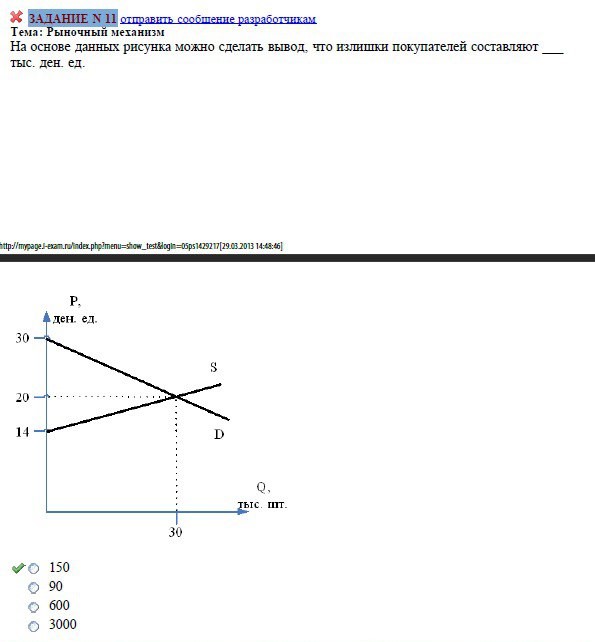 ЗАДАНИЕ N 11 отправить сообщение разработчикам
Тема: Рыночный механизм
На основе данных рисунка можно сделать вывод, что излишки покупателей составляют ___
тыс. ден. ед.
http://mypage.i-exam.ru/index.php?menu=show_test&login=05ps1429217[29.03.2013 14:48:46]
P,
ден. ед.
30
S
20
14
D
Q,
тыс. шт.
30
150
90
600
3000